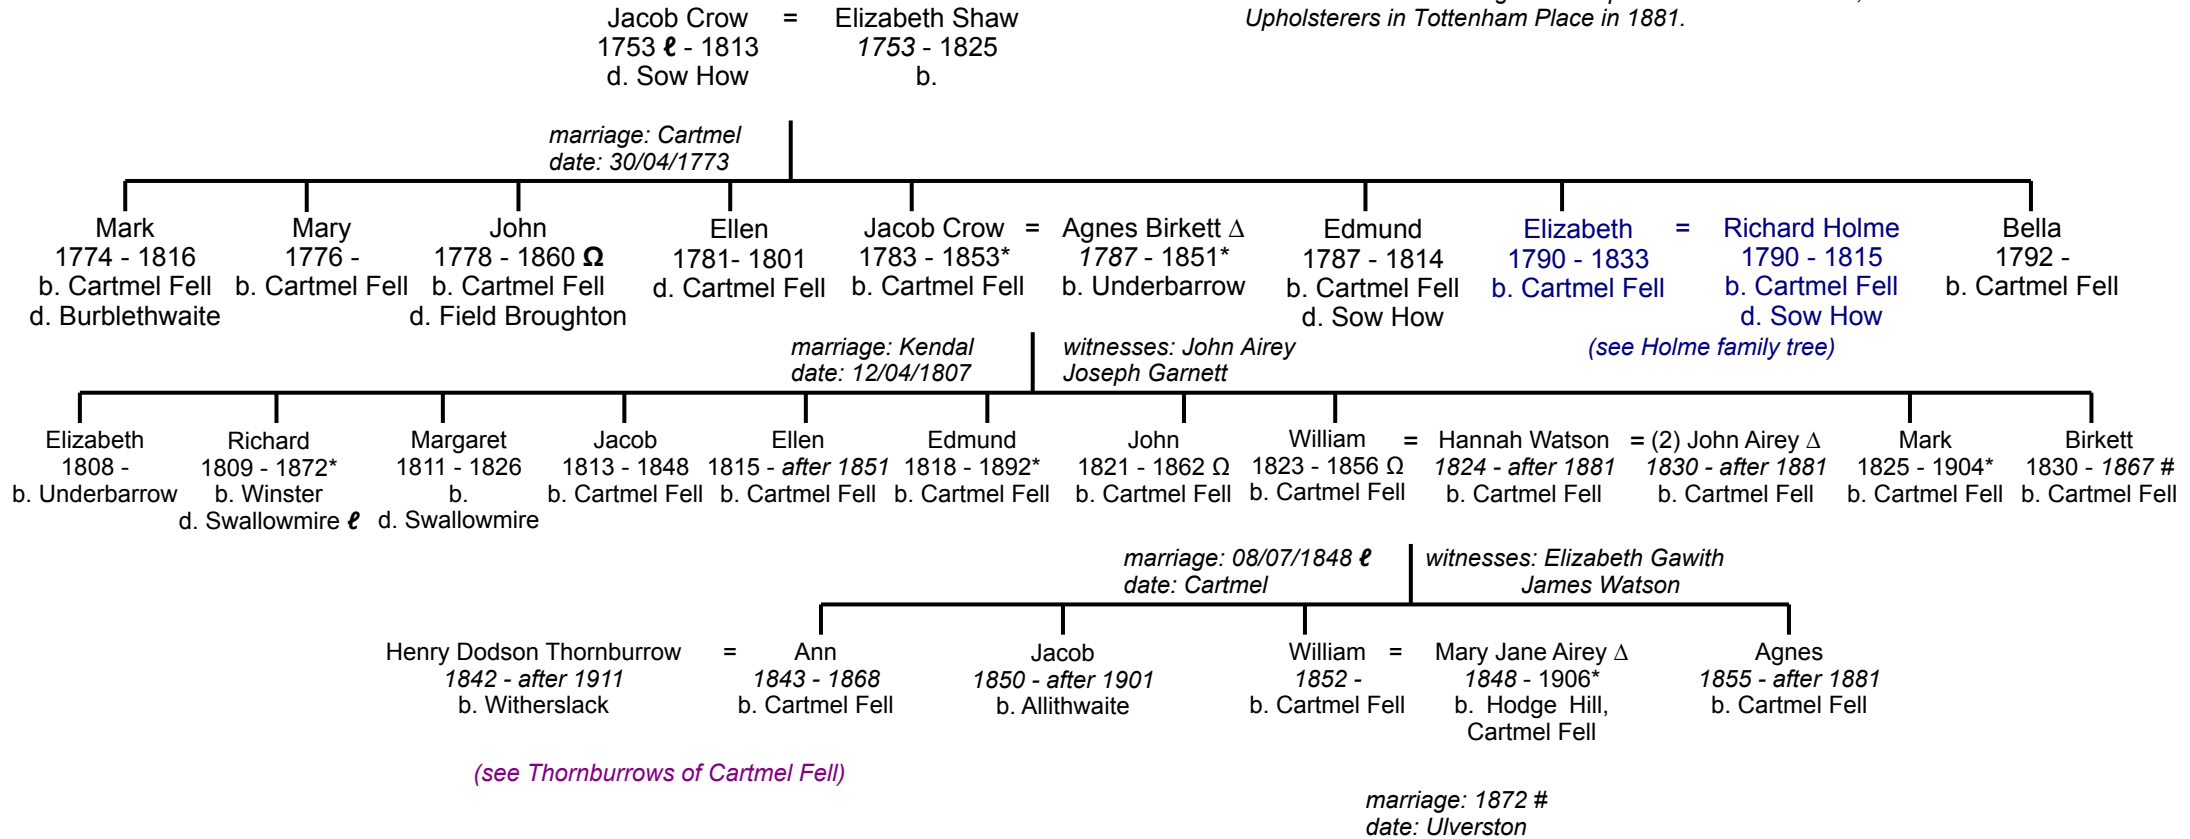 Upholsterers in Tottenham Place in 1881.
Jacob Crow = Elizabeth Shaw
1753 ℓ - 1813 1753 - 1825
d. Sow How b.
marriage: Cartmel
date: 30/04/1773
Mark Mary John Ellen Jacob Crow = Agnes Birkett Δ Edmund Elizabeth = Richard Holme Bella
1774 - 1816 1776 - 1778 - 1860 Ω 1781- 1801 1783 - 1853* 1787 - 1851* 1787 - 1814 1790 - 1833 1790 - 1815 1792 -
b. Cartmel Fell b. Cartmel Fell b. Cartmel Fell d. Cartmel Fell b. Cartmel Fell b. Underbarrow b. Cartmel Fell b. Cartmel Fell b. Cartmel Fell b. Cartmel Fell
d. Burblethwaite d. Field Broughton d. Sow How d. Sow How
marriage: Kendal witnesses: John Airey (see Holme family tree)
date: 12/04/1807 Joseph Garnett
Elizabeth Richard Margaret Jacob Ellen Edmund John William = Hannah Watson = (2) John Airey Δ Mark Birkett
1808 - 1809 - 1872* 1811 - 1826 1813 - 1848 1815 - after 1851 1818 - 1892* 1821 - 1862 Ω 1823 - 1856 Ω 1824 - after 1881 1830 - after 1881 1825 - 1904* 1830 - 1867 #
b. Underbarrow b. Winster b. b. Cartmel Fell b. Cartmel Fell b. Cartmel Fell b. Cartmel Fell b. Cartmel Fell b. Cartmel Fell b. Cartmel Fell b. Cartmel Fell b. Cartmel Fell
d. Swallowmire ℓ d. Swallowmire
marriage: 08/07/1848 ℓ witnesses: Elizabeth Gawith
date: Cartmel James Watson
Henry Dodson Thornburrow = Ann Jacob William = Mary Jane Airey Δ Agnes
1842 - after 1911 1843 - 1868 1850 - after 1901 1852 - 1848 - 1906* 1855 - after 1881
b. Witherslack b. Cartmel Fell b. Allithwaite b. Cartmel Fell b. Hodge Hill, b. Cartmel Fell
Cartmel Fell
(see Thornburrows of Cartmel Fell)
marriage: 1872 #
date: Ulverston